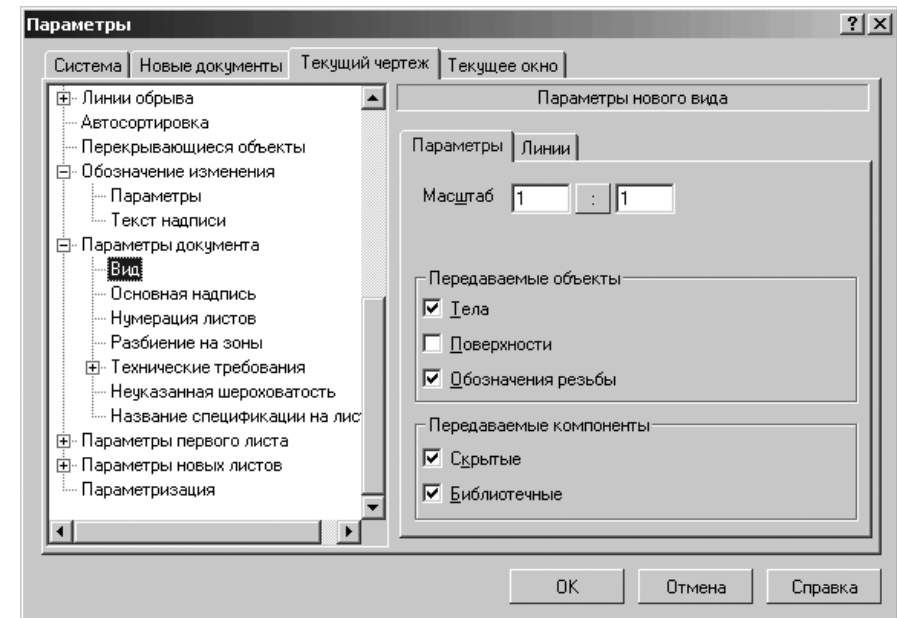 Параметры
Система Новые документы Текущий чертеж Текущее окно
Линии обрыва
Автосортировка
Перекрывающиеся объекты
Обозначение изменения
Параметры
Текст надписи
Параметры документа
Вид
Основная надпись
Нумерация листов
Разбиение на зоны
Технические требования
Неуказанная шероховатость
Название спецификации на лис
Параметры первого листа
Параметры новых листов
Параметризация
Параметры нового вида
Параметры Линии
Масштаб 1 : 1
Передаваемые объекты
Тела
Поверхности
Обозначения резьбы
Передаваемые компоненты
Скрытые
Библиотечные
OK Отмена Справка